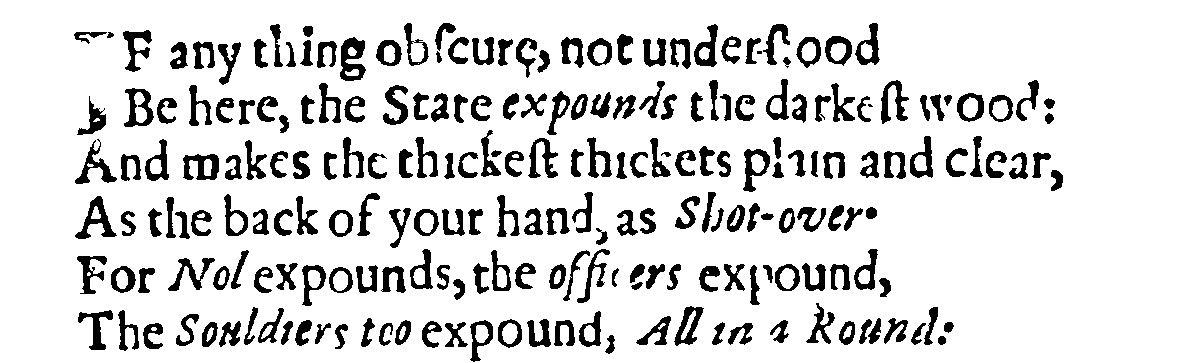 IF any thing obſcure, not underſtood
Be here, the State expounds the darkeſt wood:
And makes the thickeſt thickets plain and clear,
As the back of your hand, as Shot-over.
For Nol expounds, the officers expound,
The Souldiers too expound, All in a Round: